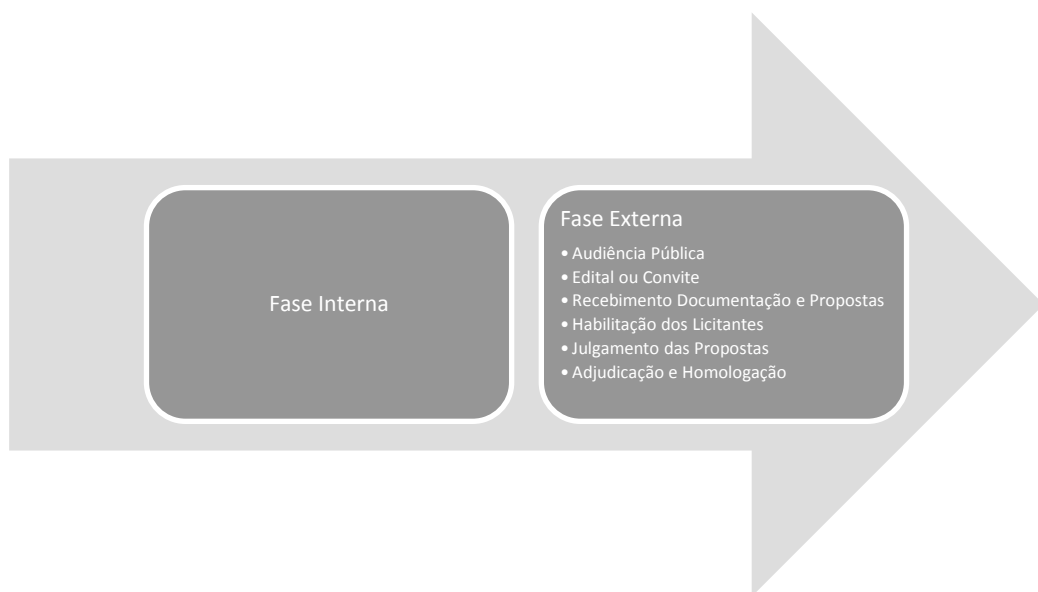 Fase Interna
Fase Externa
• Audiência Pública
• Edital ou Convite
• Recebimento Documentação e Propostas
• Habilitação dos Licitantes
• Julgamento das Propostas
• Adjudicação e Homologação